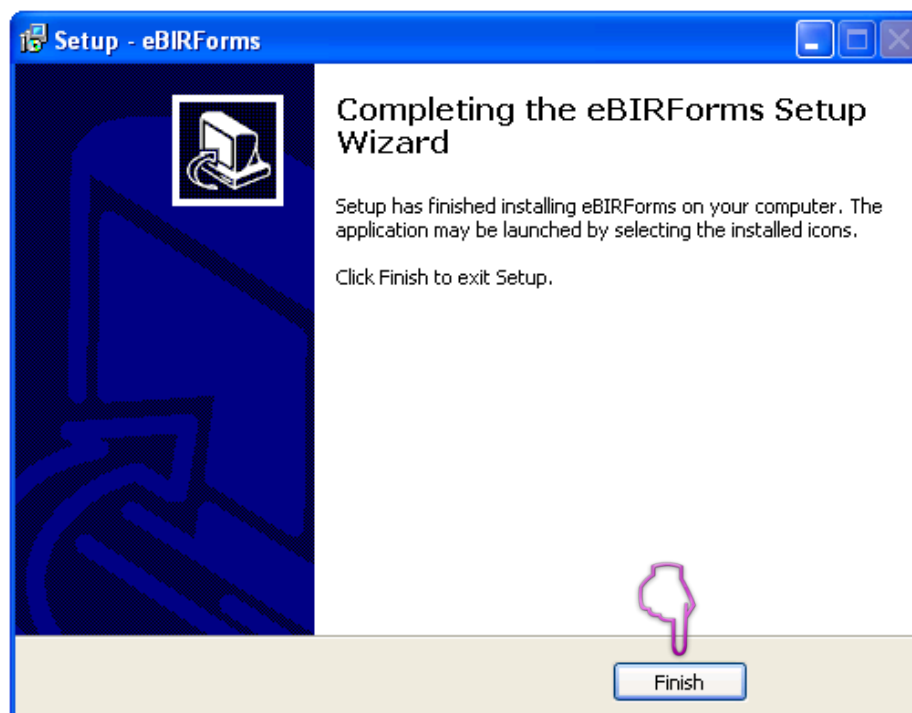 Setup - eBIRForms
Completing the eBIRForms Setup
Wizard
Setup has finished installing eBIRForms on your computer. The
application may be launched by selecting the installed icons.
Click Finish to exit Setup.
Finish